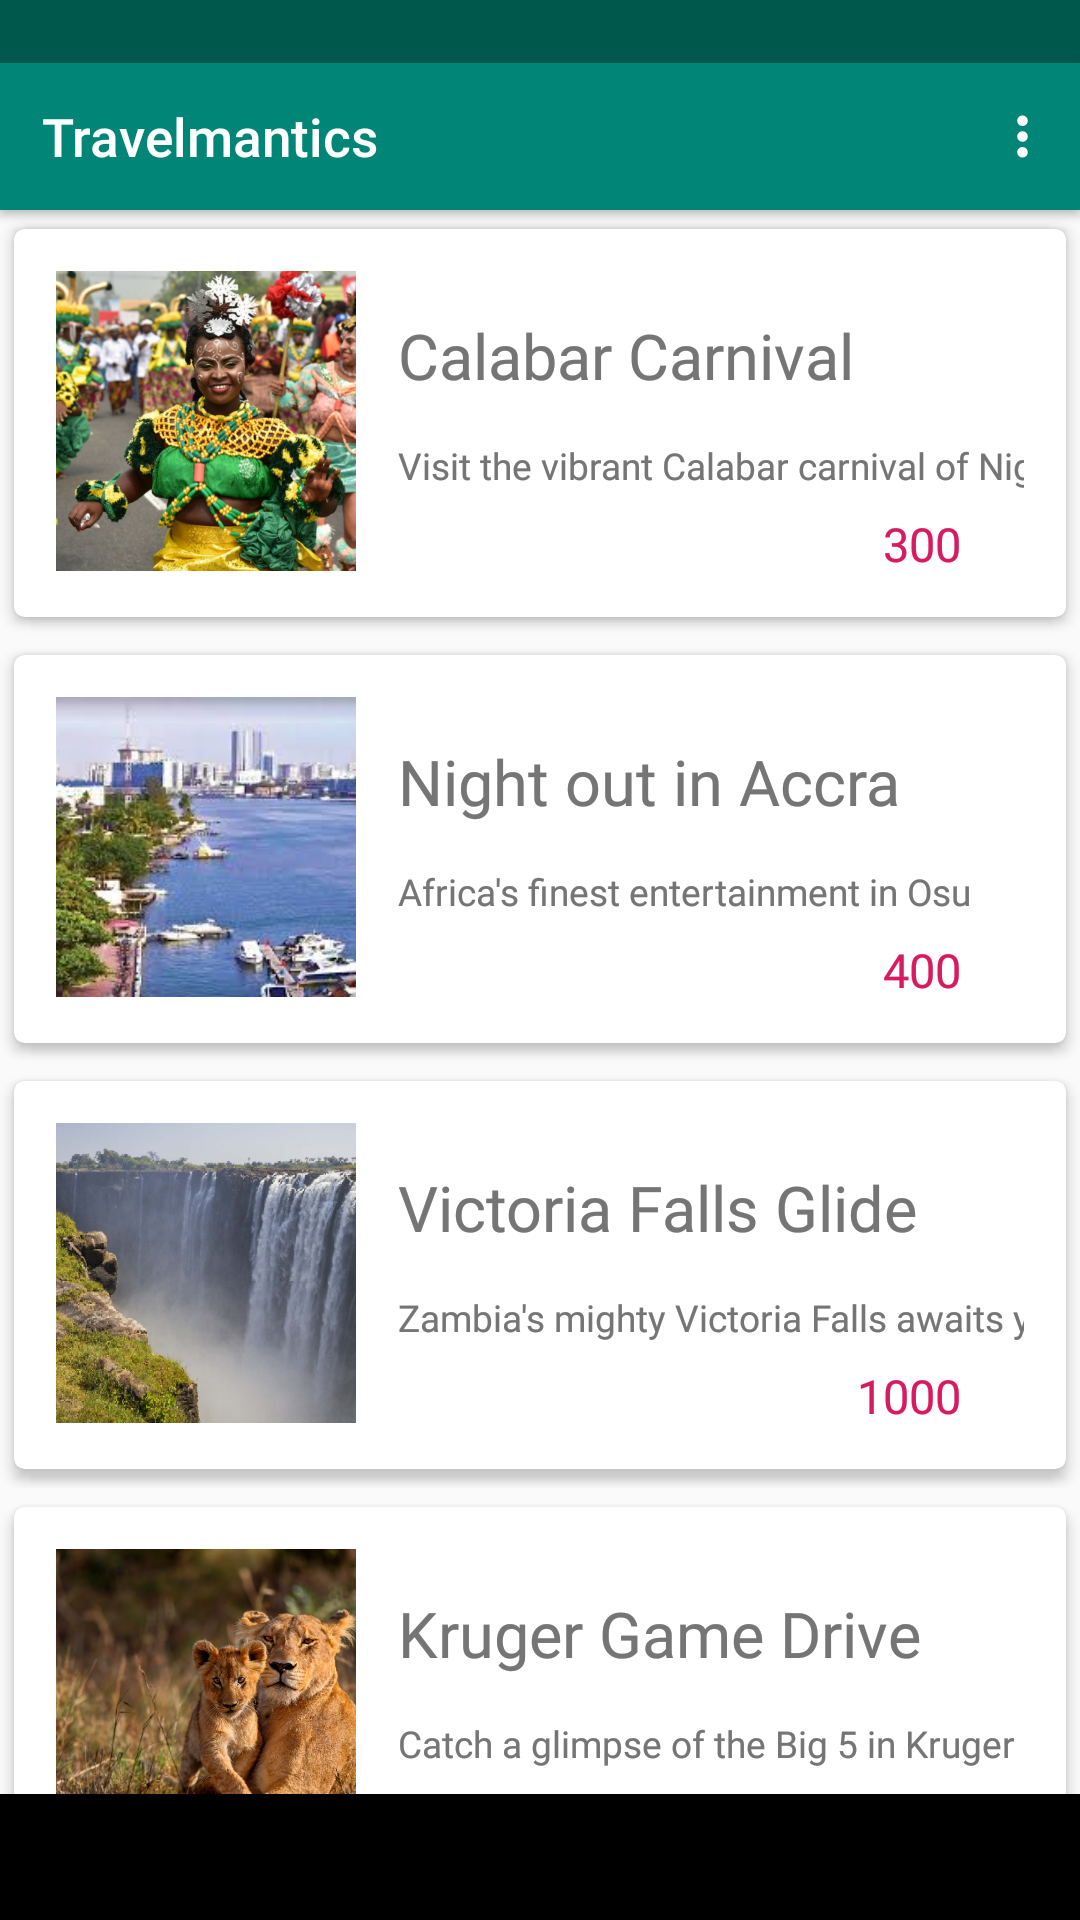 Travelmantics
Calabar Carnival
Visit the vibrant Calabar carnival of
300
Night out in Accra
Africa's finest entertainment in Osu
400
Victoria Falls Glide
Zambia's mighty Victoria Falls awaits
1000
Kruger Game Drive
Catch a glimpse of the Big 5 in Kruger